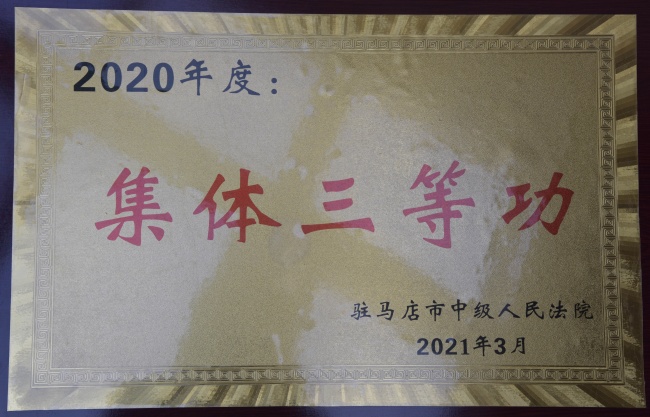 2020年度：
集体三等功
驻马店市中级人民法院
2021年3月